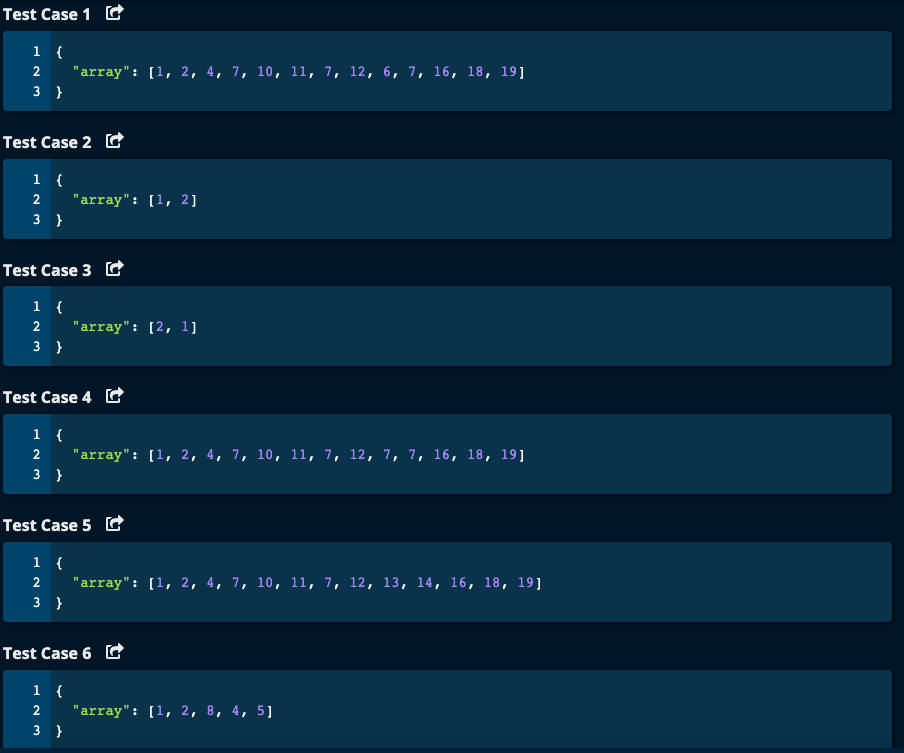 Test Case 1
1 {
2 "array": [1, 2, 4, 7, 10, 11, 7, 12, 6, 7, 16, 18, 19]
3 }
Test Case 2
1 {
2 "array": [1, 2]
3 }
Test Case 3
1 {
2 "array": [2, 1]
3 }
Test Case 4
1 {
2 "array": [1, 2, 4, 7, 10, 11, 7, 12, 7, 7, 16, 18, 19]
3 }
Test Case 5
1 {
2 "array": [1, 2, 4, 7, 10, 11, 7, 12, 13, 14, 16, 18, 19]
3 }
Test Case 6
1 {
2 "array": [1, 2, 8, 4, 5]
3 }